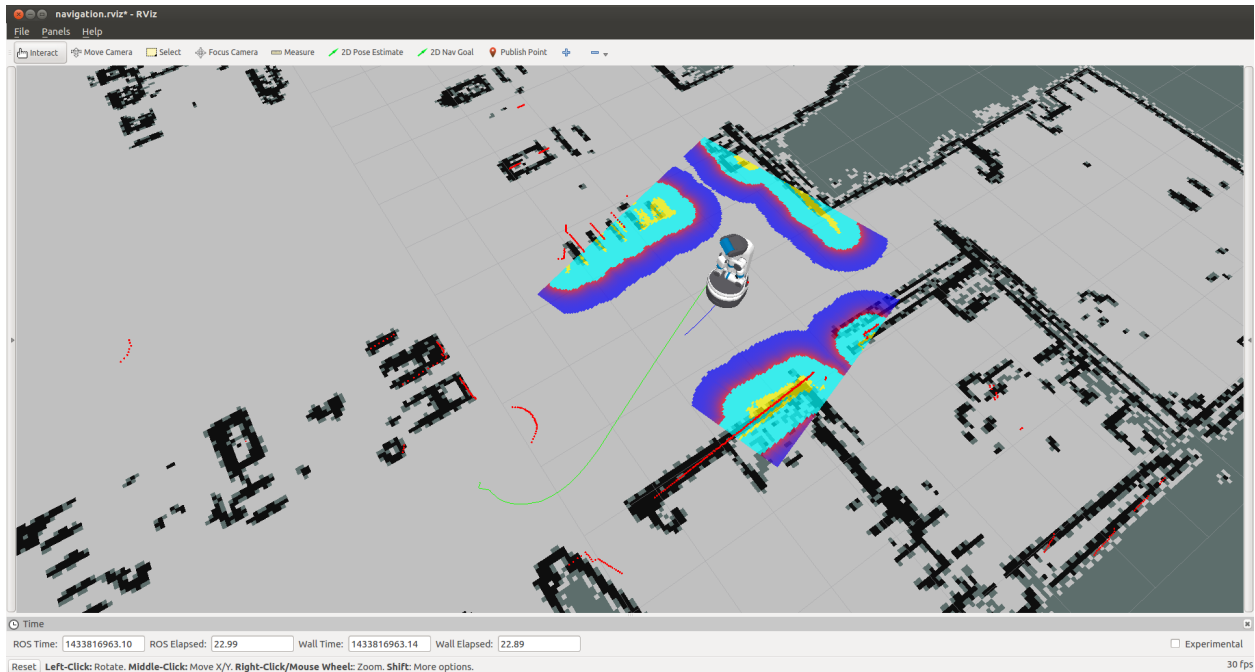 navigation.rviz* - RViz
File Panels Help
Interact Move Camera Select Focus Camera Measure 2D Pose Estimate 2D Nav Goal Publish Point
Time
ROS Time: 1433816963.10 ROS Elapsed: 22.99 Wall Time: 1433816963.14 Wall Elapsed: 22.89 Experimental
Reset Left-Click: Rotate. Middle-Click: Move X/Y. Right-Click/Mouse Wheel:: Zoom. Shift: More options. 30 fps